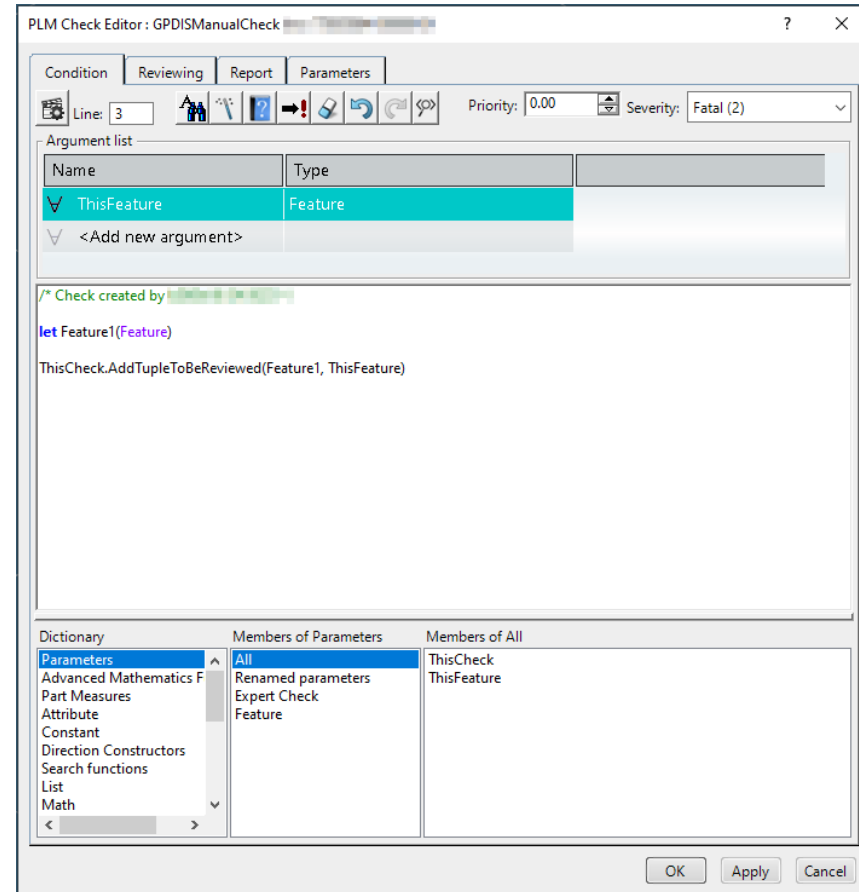 PLM Check Editor : GPDISManualCheck
? ×
Condition Reviewing Report Parameters
Line: 3 Priority: 0.00 Severity: Fatal (2)
Argument list
Name Type
∀ ThisFeature Feature
∀ <Add new argument>
/* Check created by
let Feature1(Feature)
ThisCheck.AddTupleToBeReviewed(Feature1, ThisFeature)
Dictionary Members of Parameters Members of All
Parameters All ThisCheck
Advanced Mathematics F Renamed parameters ThisFeature
Part Measures Expert Check
Attribute Feature
Constant
Direction Constructors
Search functions
List
Math
OK Apply Cancel